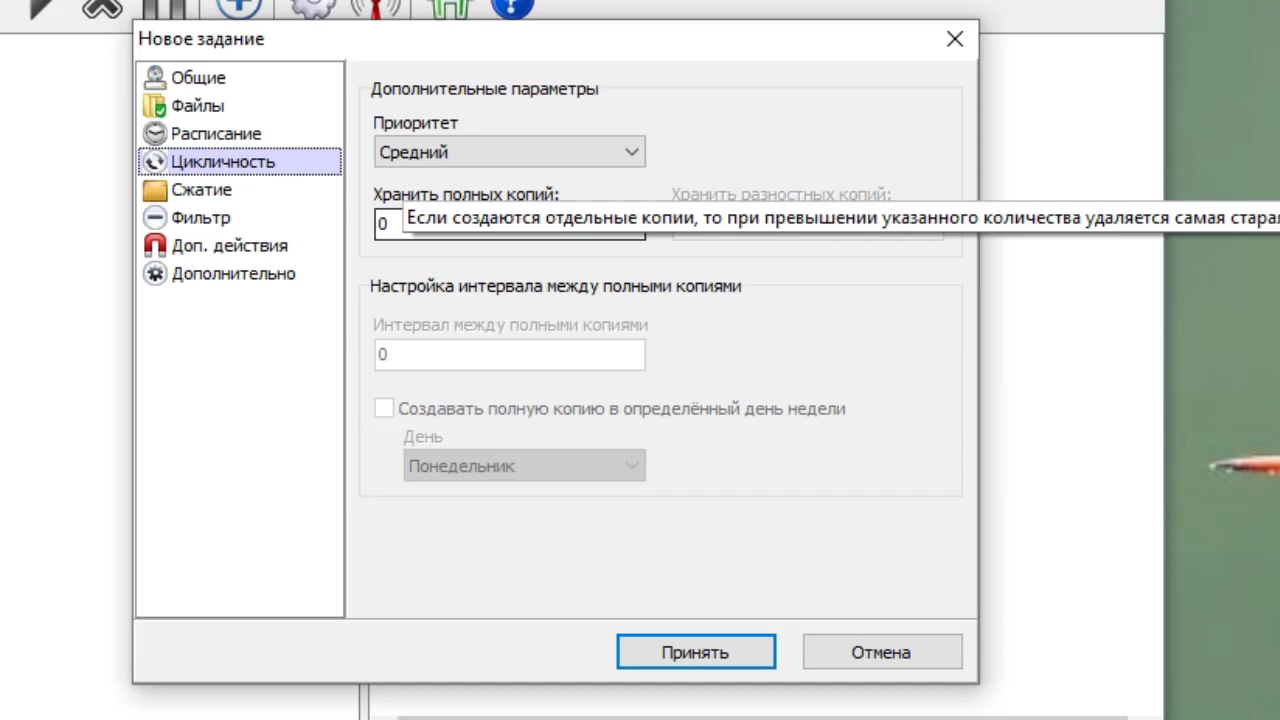 Новое задание
Общие
Файлы
Расписание
Цикличность
Сжатие
Фильтр
Доп. действия
Дополнительно
Дополнительные параметры
Приоритет
Средний
Хранить полных копий:
Хранить разностных копий:
0
Если создаются отдельные копии, то при превышении указанного количества удаляется самая
Настройка интервала между полными копиями
Интервал между полными копиями
0
Создавать полную копию в определённый день недели
День
Понедельник
Принять
Отмена